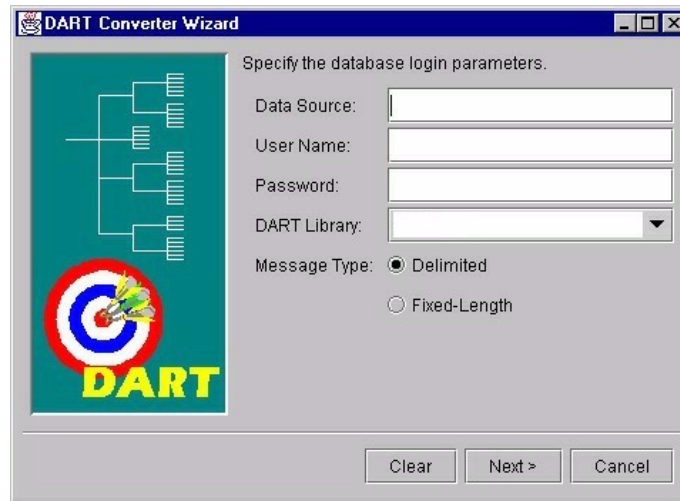 DART Converter Wizard
Specify the database login parameters.
Data Source:
User Name:
Password:
DART Library:
Message Type: Delimited
Fixed-Length
DART
Clear Next > Cancel